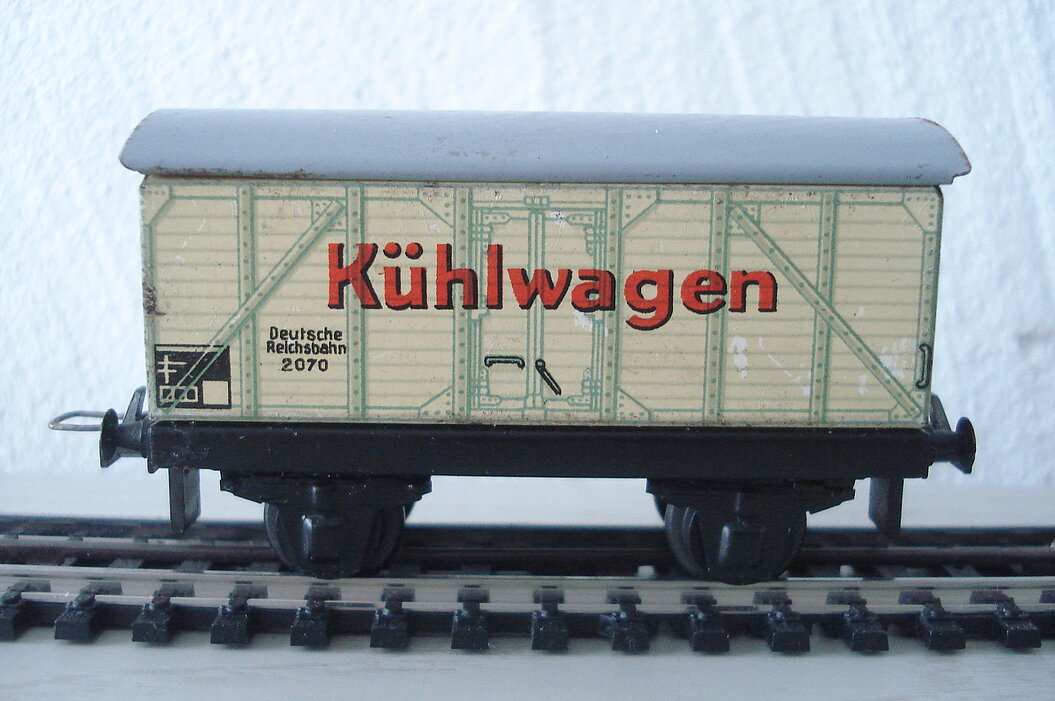 Kühlwagen
Deutsche
Reichsbahn
2070